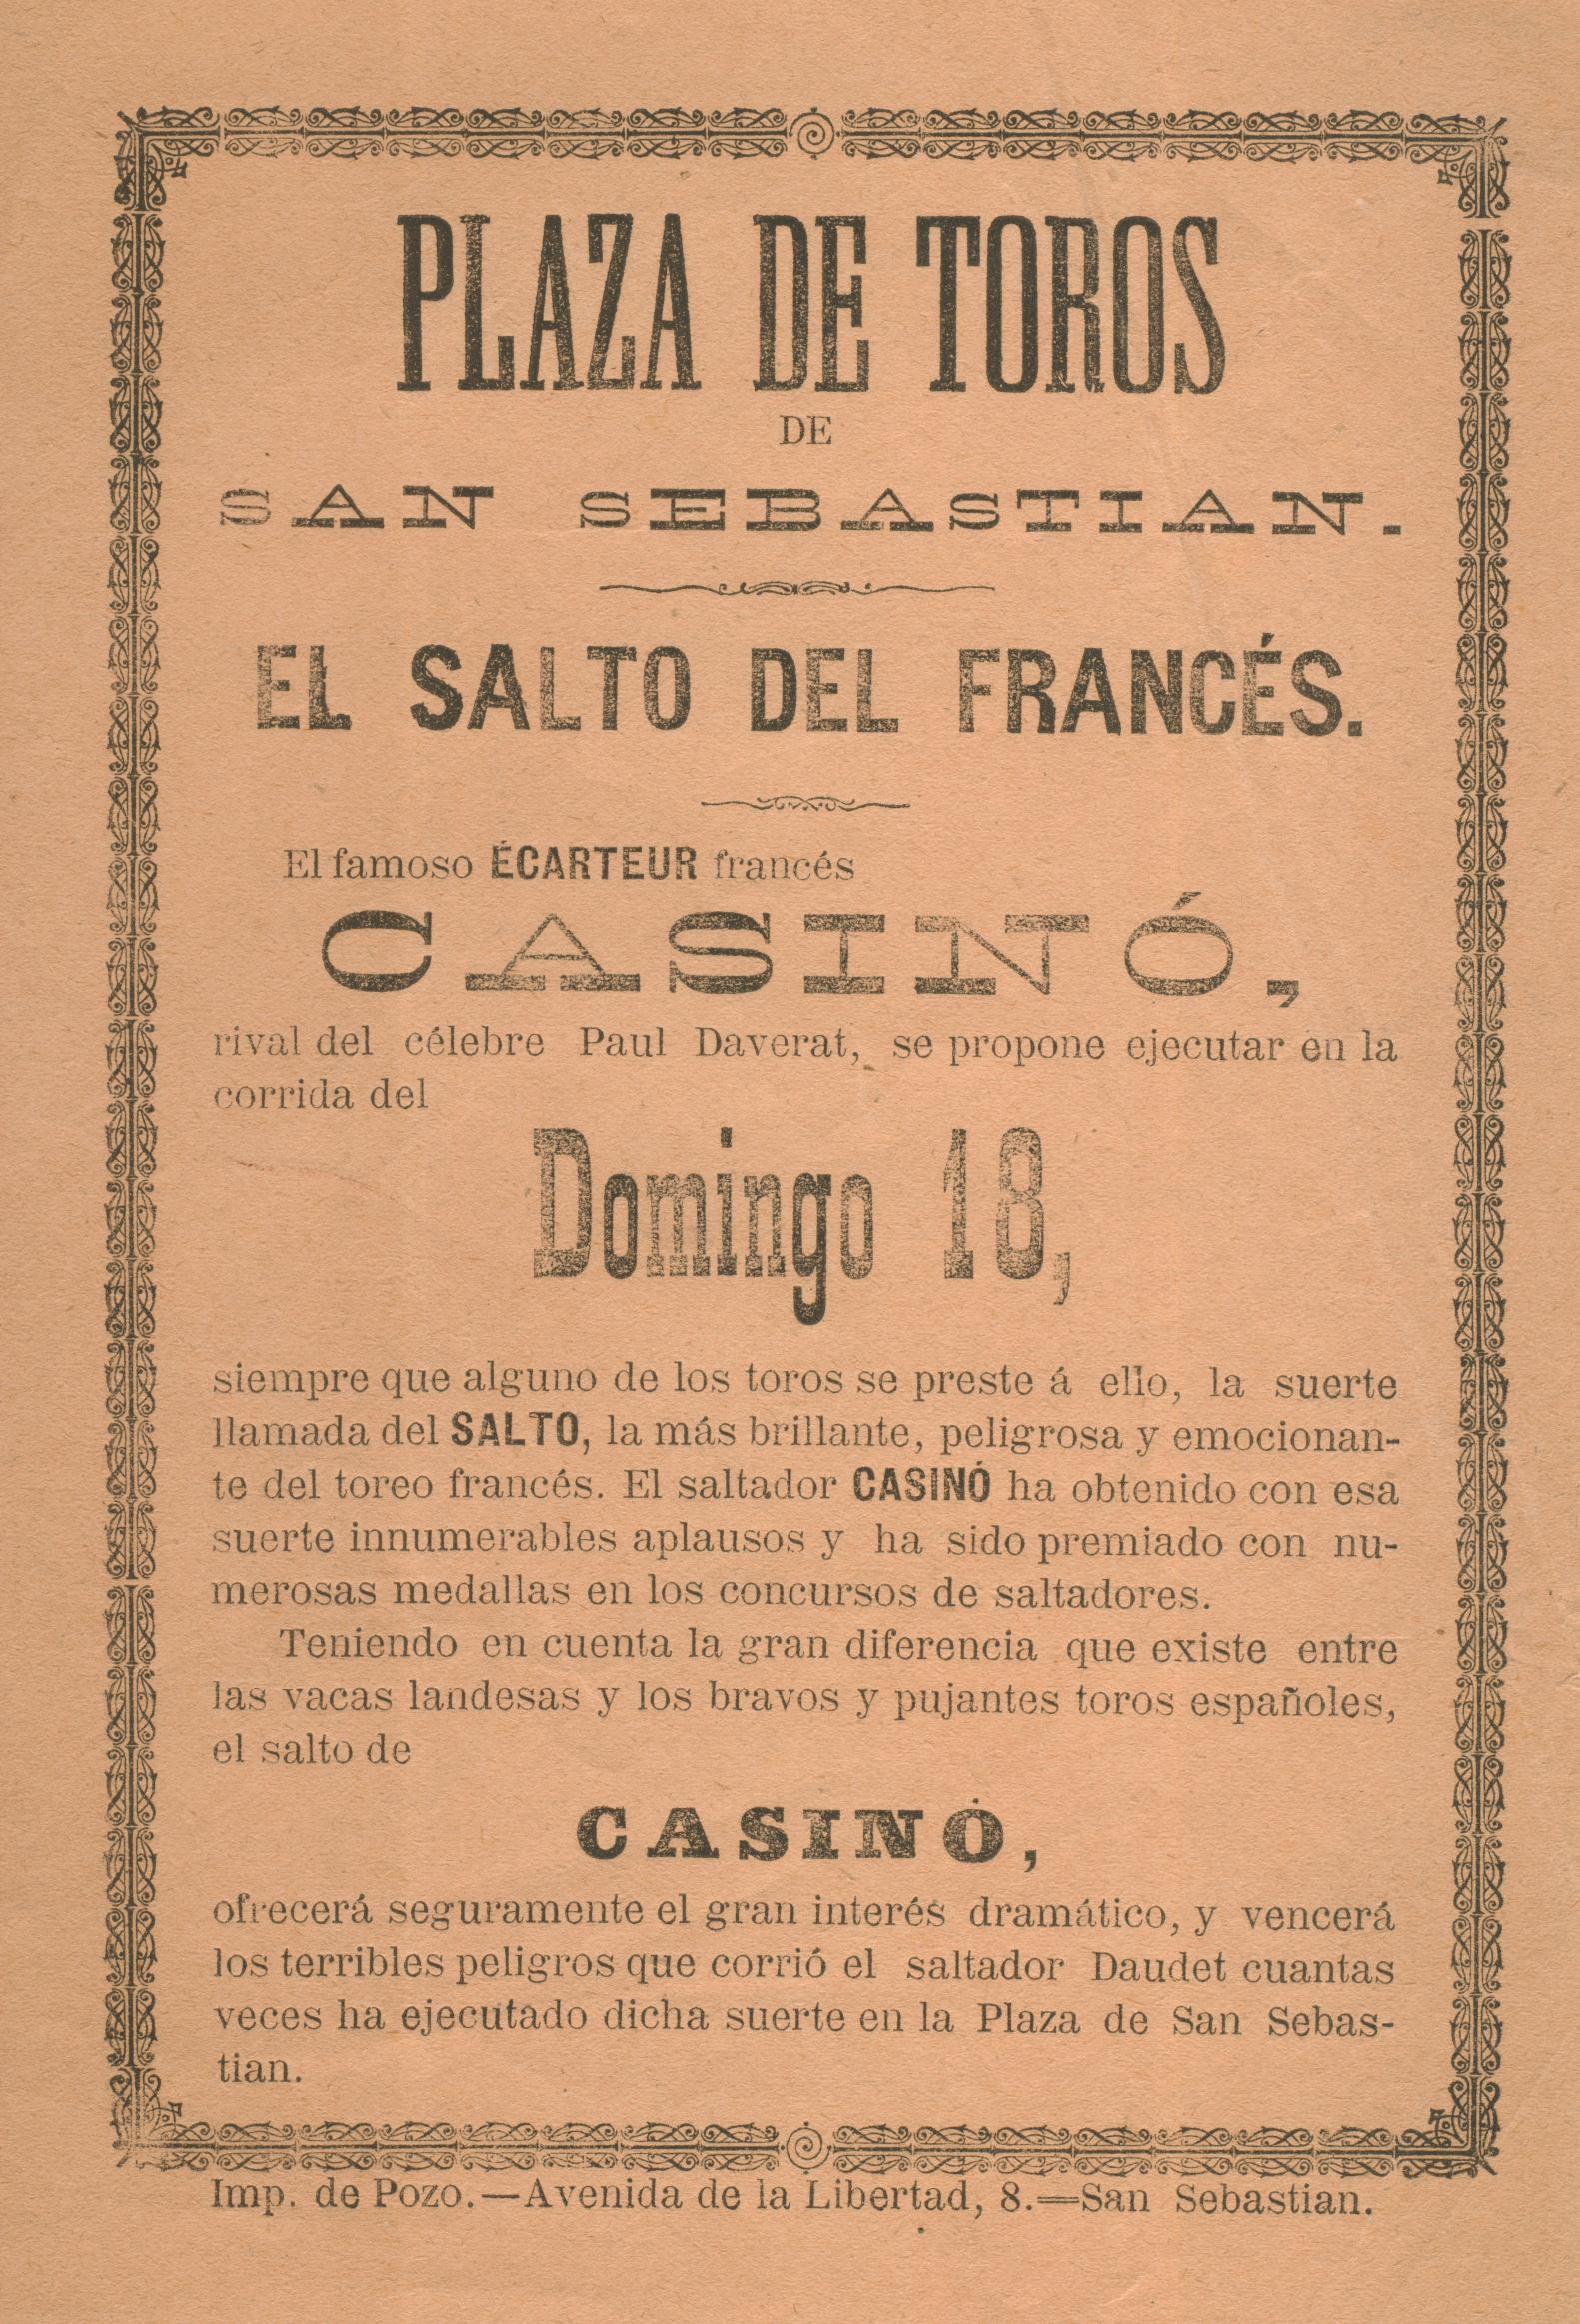 PLAZA DE TOROS
DE
SAN SEBASTIAN.
EL SALTO DEL FRANCÉS.
El famoso ÉCARTEUR francés
CASINÓ,
rival del célebre Paul Daverat, se propone ejecutar en la
corrida del
Domingo 18,
siempre que alguno de los toros se preste á ello, la suerte
llamada del SALTO, la más brillante, peligrosa y emocionan-
te del toreo francés. El saltador CASINÓ ha obtenido con esa
suerte innumerables aplausos y ha sido premiado con nu-
merosas medallas en los concursos de saltadores.
Teniendo en cuenta la gran diferencia que existe entre
las vacas landesas y los bravos y pujantes toros españoles,
el salto de
CASINÓ,
ofrecerá seguramente el gran interés dramático, y vencerá
los terribles peligros que corrió el saltador Daudet cuantas
veces ha ejecutado dicha suerte en la Plaza de San Sebas-
tian.
Imp. de Pozo.—Avenida de la Libertad, 8.=San Sebastian.